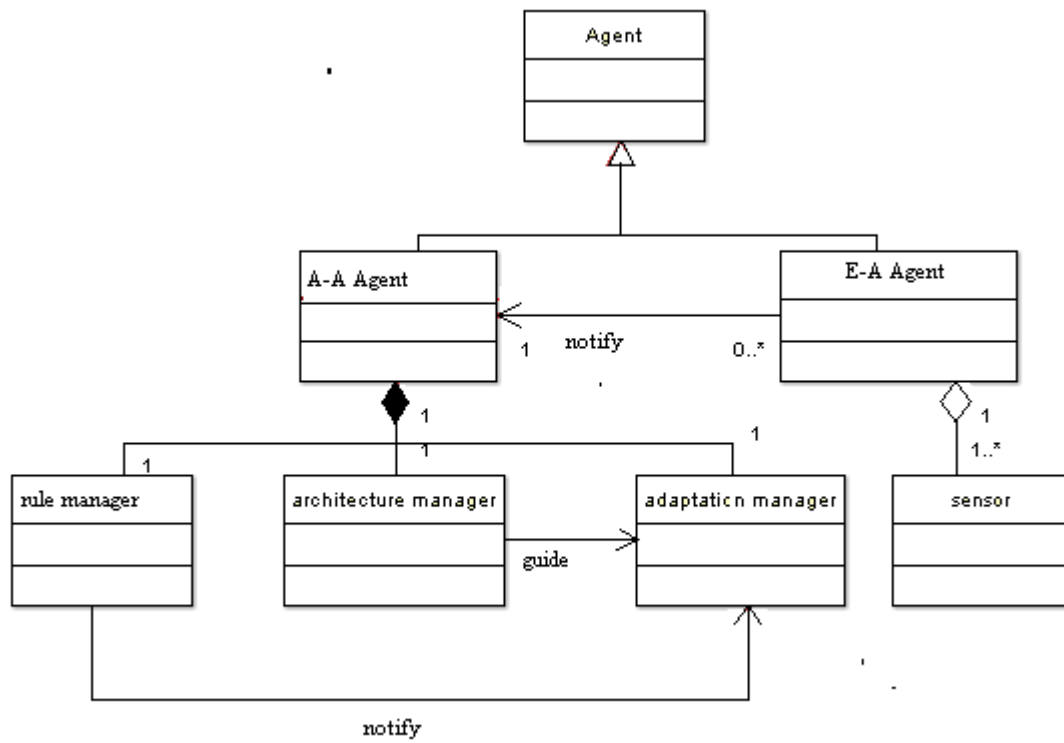 Agent
A-A Agent
E-A Agent
notify
1
0..*
1
1
1
1
1
1..*
rule manager
architecture manager
adaptation manager
sensor
guide
notify